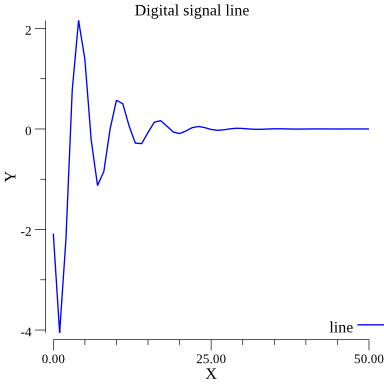 Digital signal line
2
0
-2
-4
Y
line
0.00
25.00
50.00
X